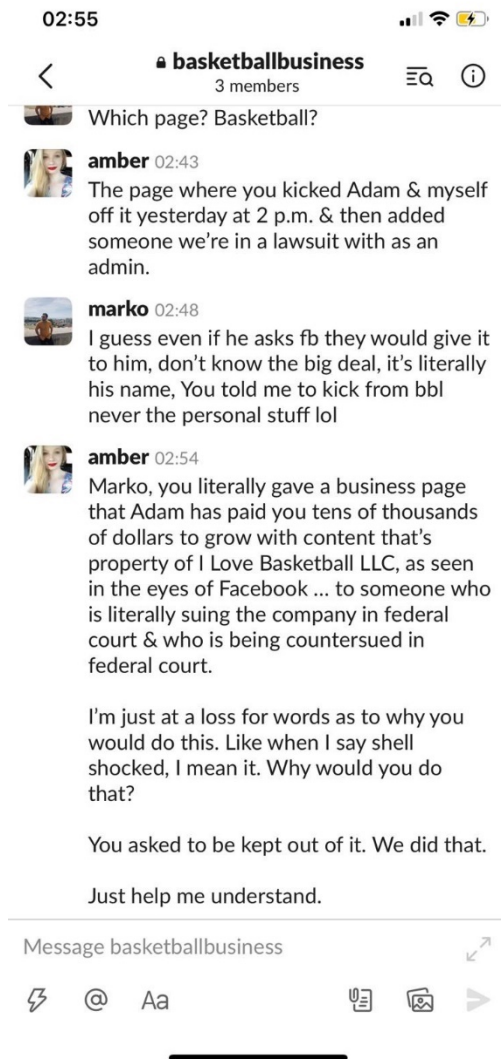 02:55
basketballbusiness
3 members
Which page? Basketball?
amber 02:43
The page where you kicked Adam & myself
off it yesterday at 2 p.m. & then added
someone we’re in a lawsuit with as an
admin.
marko 02:48
I guess even if he asks fb they would give it
to him, don’t know the big deal, it’s literally
his name, You told me to kick from bbl
never the personal stuff lol
amber 02:54
Marko, you literally gave a business page
that Adam has paid you tens of thousands
of dollars to grow with content that’s
property of I Love Basketball LLC, as seen
in the eyes of Facebook ... to someone who
is literally suing the company in federal
court & who is being countersued in
federal court.
I’m just at a loss for words as to why you
would do this. Like when I say shell
shocked, I mean it. Why would you do
that?
You asked to be kept out of it. We did that.
Just help me understand.
Message basketballbusiness
Aa